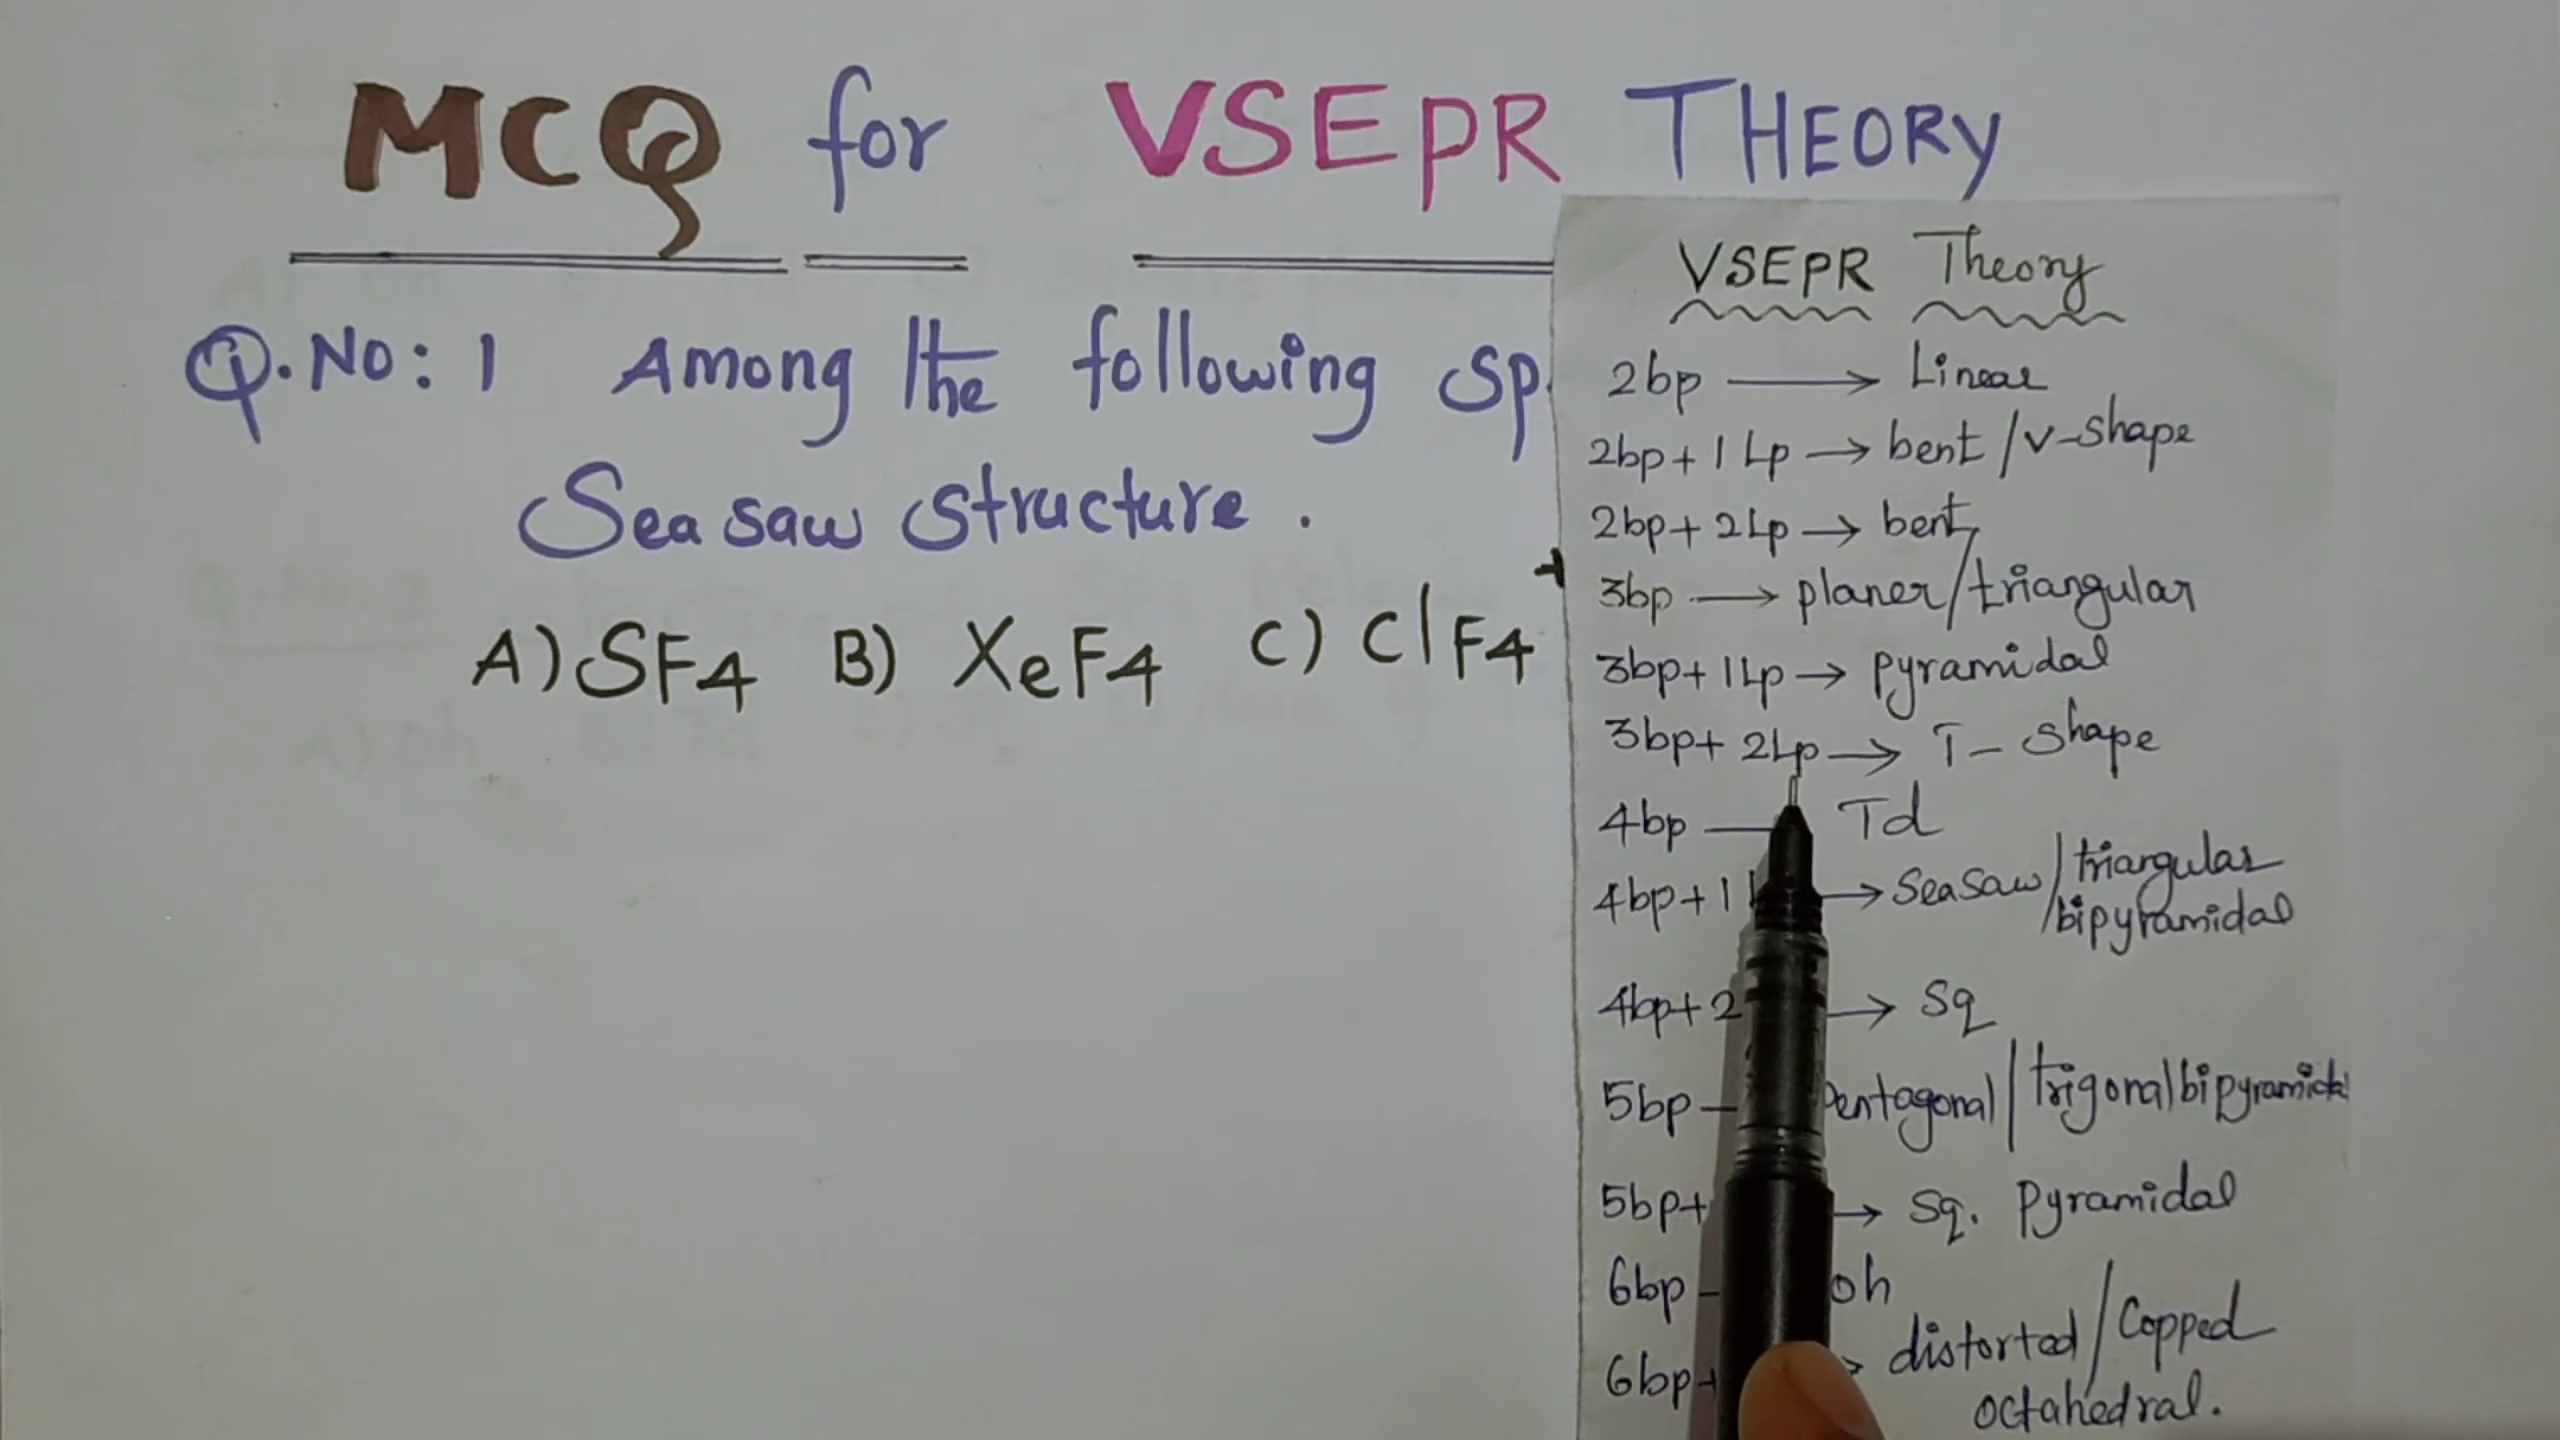 MCQ for VSEPR THEORY
Q.No: 1 Among the following sp.
Seasaw structure.
A) SF4 B) XeF4 C) ClF4 +
VSEPR Theory
2bp → Linear
2bp + 1 Lp → bent / v-shape
2bp + 2Lp → bent
3bp → planer / triangular
3bp + 1Lp → pyramidal
3bp + 2Lp → T - shape
4bp — Td
4bp + 1 → SeaSaw / triangular bipyramidal
4bp + 2 → Sq
5bp — Pentagonal / trigonal bipyramidal
5bp + → Sq. Pyramidal
6bp – oh
6bp + → distorted / Copped
octahedral.